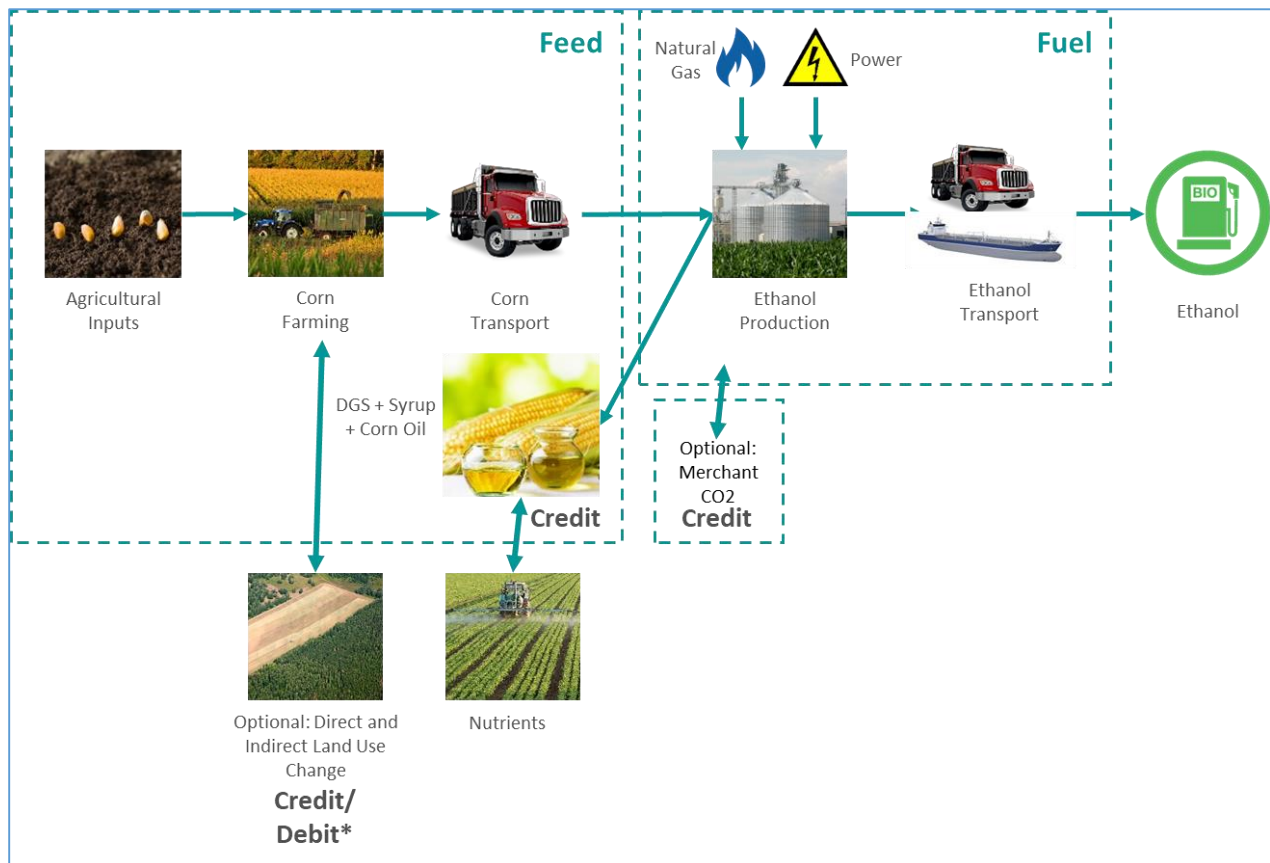 Feed
Fuel
Natural
Gas
Power
BIO
Agricultural
Inputs
Corn
Farming
Corn
Transport
Ethanol
Production
Ethanol
Transport
Ethanol
DGS + Syrup
+ Corn Oil
Credit
Optional:
Merchant
CO2
Credit
Optional: Direct and
Indirect Land Use
Change
Credit/
Debit*
Nutrients